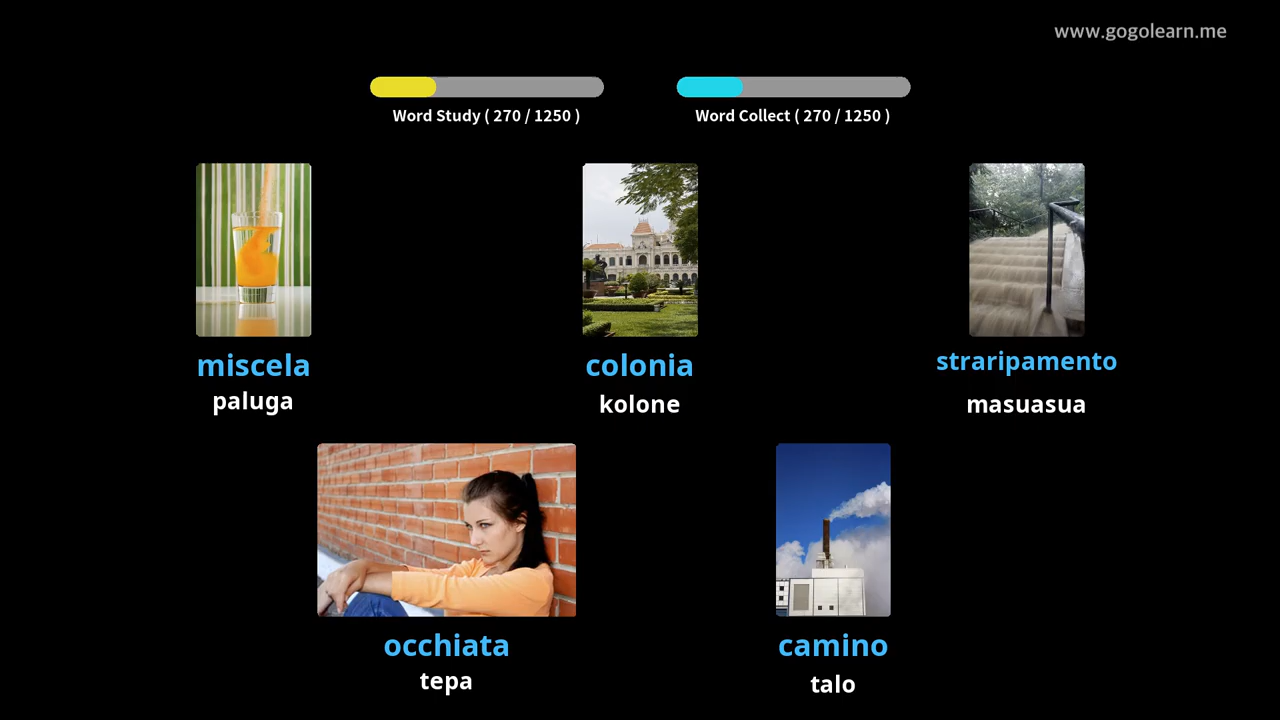 www.gogolearn.me
Word Study ( 270 / 1250 )
Word Collect ( 270 / 1250 )
miscela
paluga
colonia
kolone
straripamento
masuasua
occhiata
tepa
camino
talo